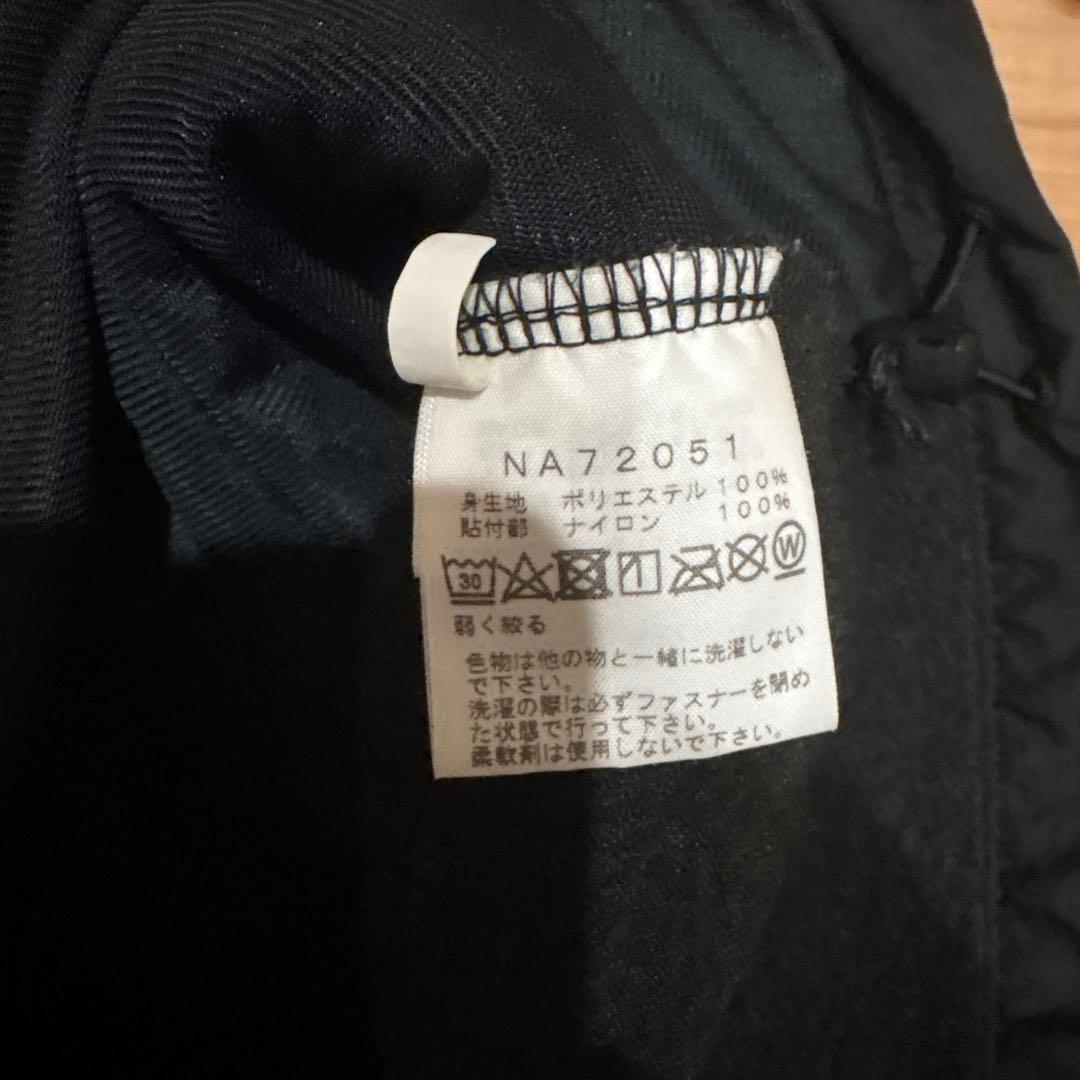 NA72051
身生地 ポリエステル 100%
貼付部 ナイロン 100%
30 W
弱く絞る
色物は他の物と一緒に洗濯しない
で下さい。
洗濯の際は必ずファスナーを閉め
た状態で行って下さい。
柔軟剤は使用しないで下さい。